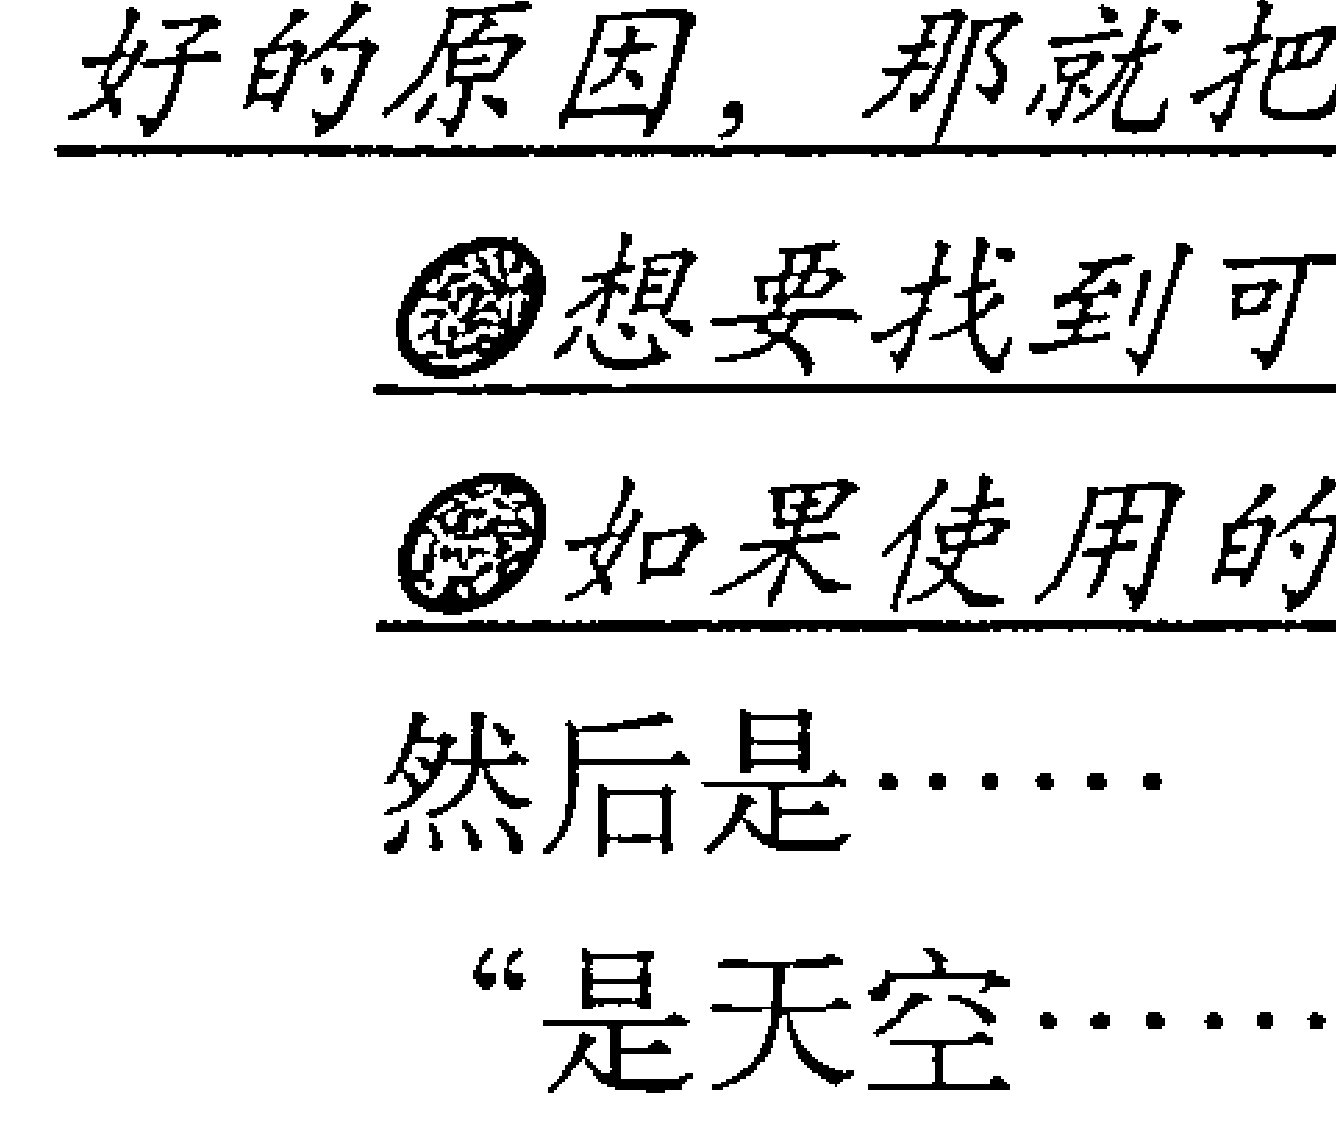 好的原因，那就把
想要找到可
如果使用的
然后是……
“是天空……